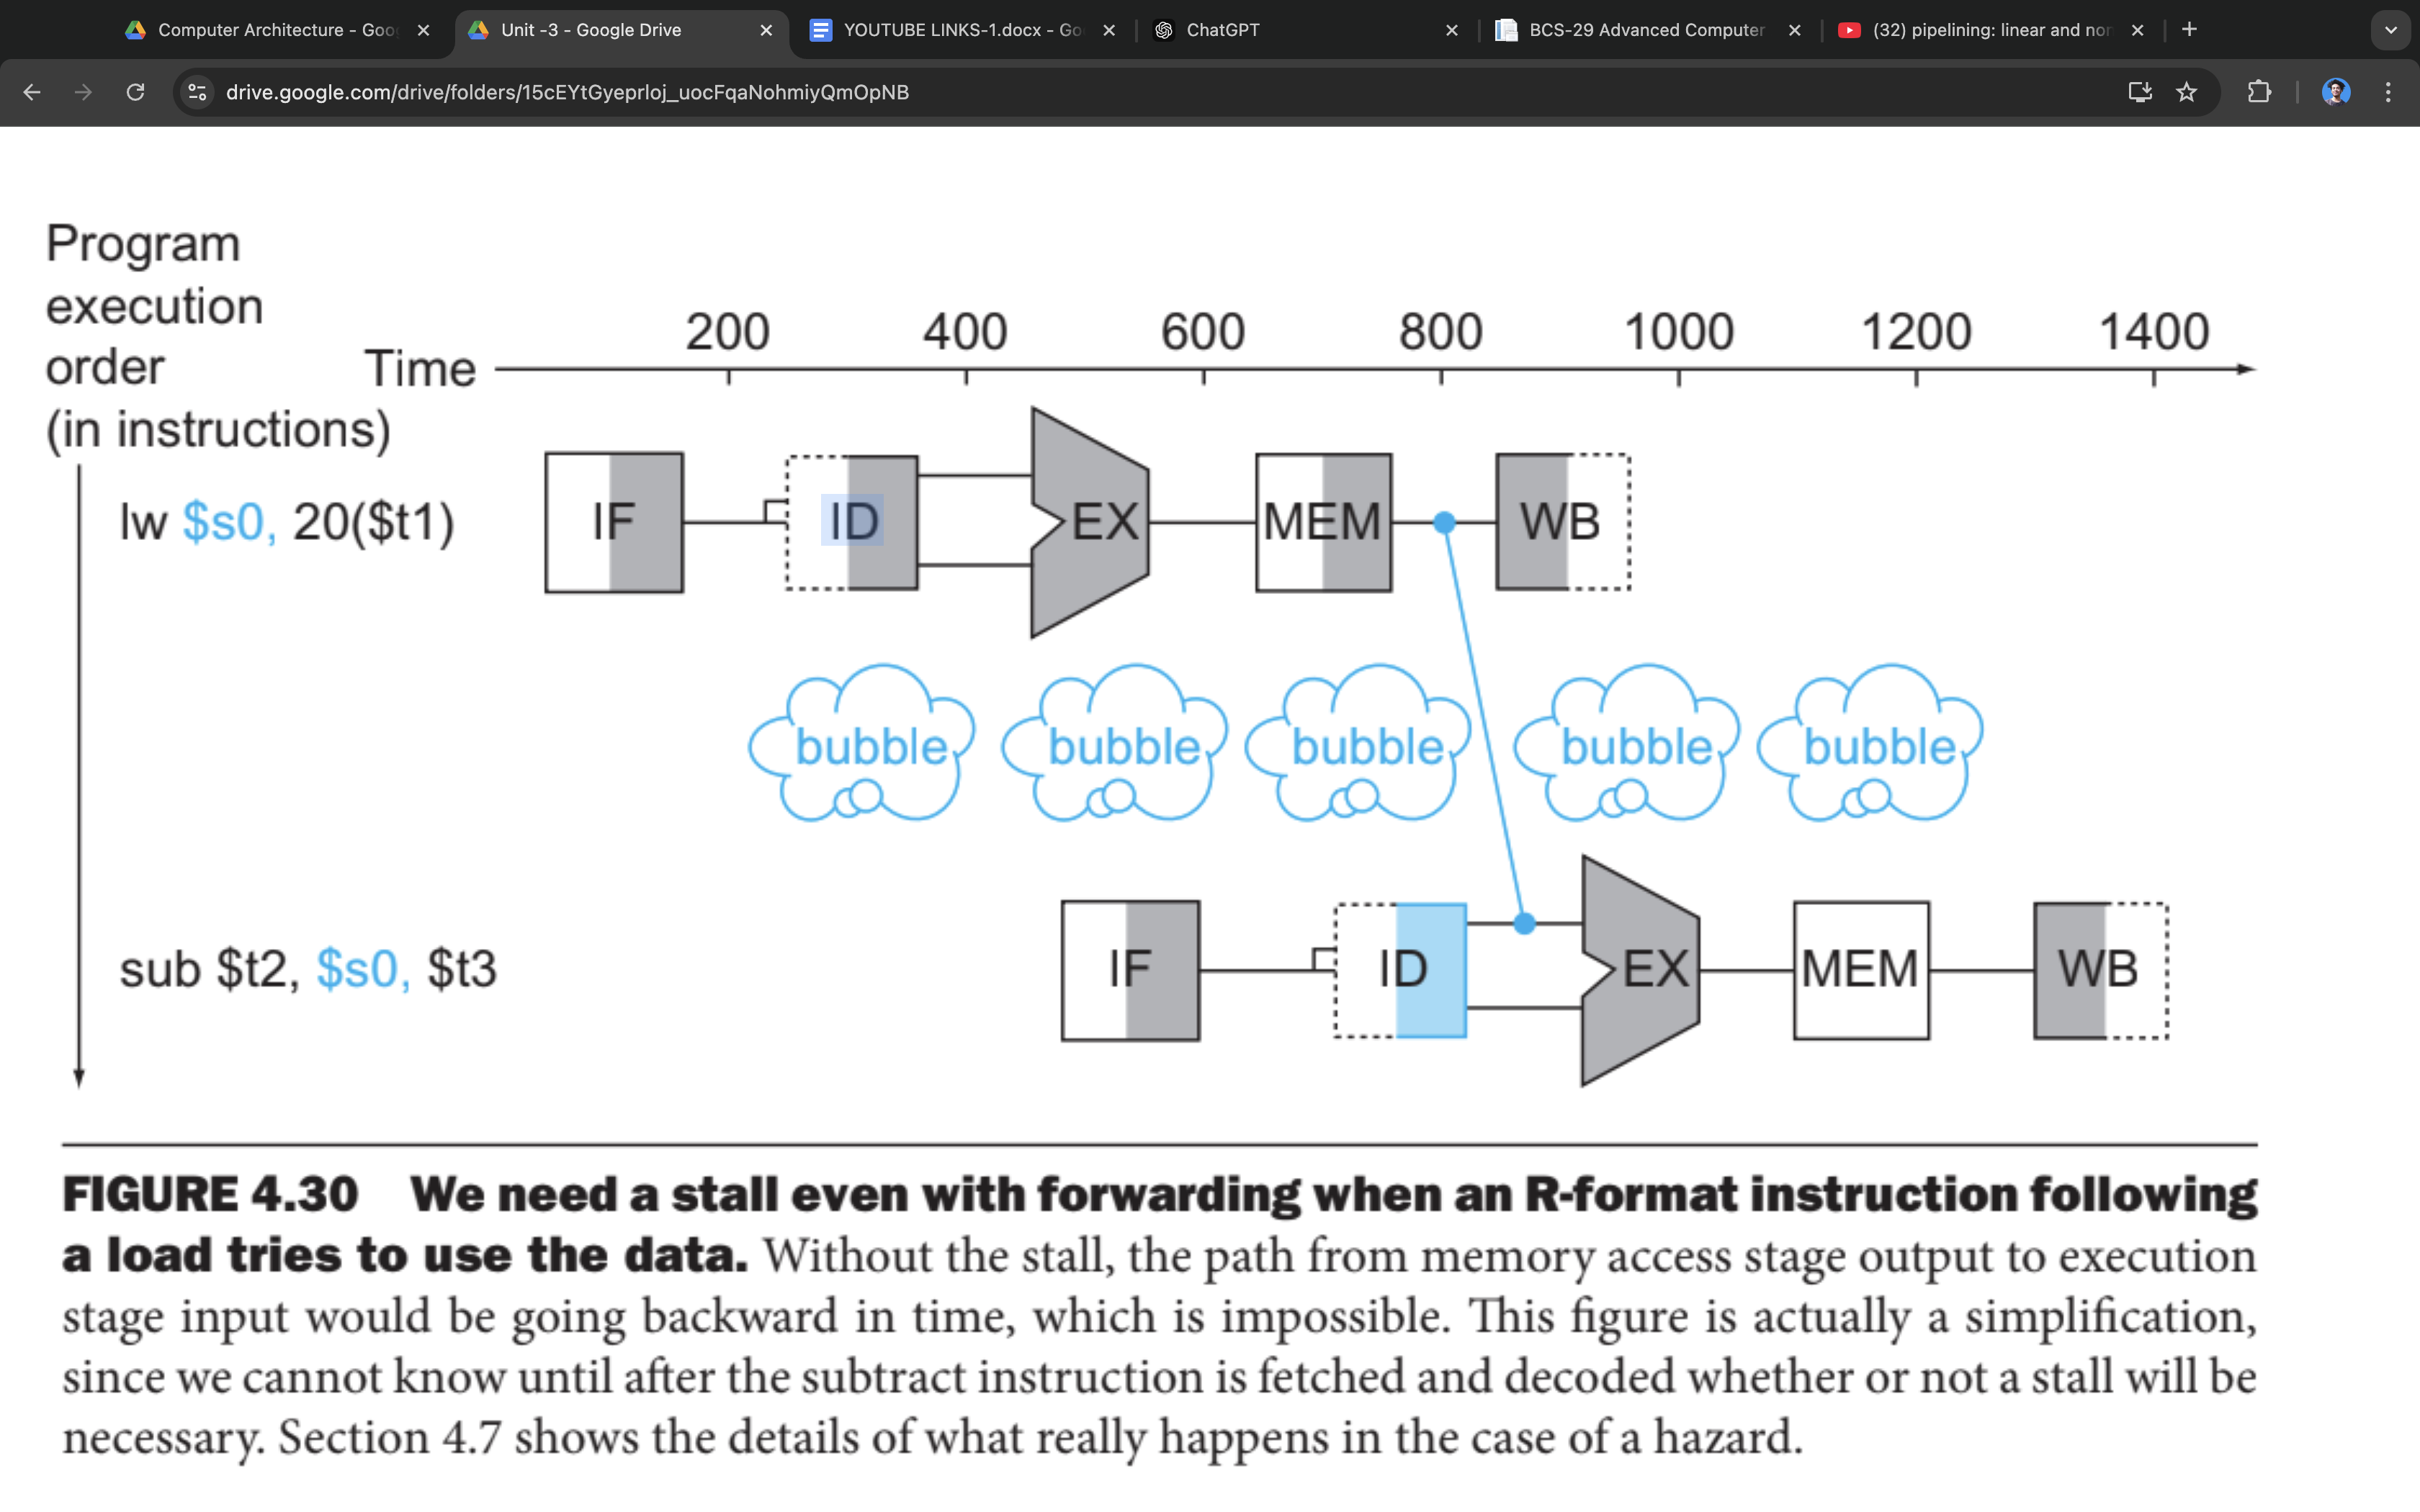 Computer Architecture - Goo
Unit -3 - Google Drive
YOUTUBE LINKS-1.docx - Go
ChatGPT
BCS-29 Advanced Computer
(32) pipelining: linear and nor
drive.google.com/drive/folders/15cEYtGyeprloj_uocFqaNohmiyQmOpNB
Program
execution
order
(in instructions)
Time
200 400 600 800 1000 1200 1400
lw $s0, 20($t1)
IF ID EX MEM WB
bubble bubble bubble bubble bubble
sub $t2, $s0, $t3
IF ID EX MEM WB
FIGURE 4.30 We need a stall even with forwarding when an R-format instruction following
a load tries to use the data. Without the stall, the path from memory access stage output to execution
stage input would be going backward in time, which is impossible. This figure is actually a simplification,
since we cannot know until after the subtract instruction is fetched and decoded whether or not a stall will be
necessary. Section 4.7 shows the details of what really happens in the case of a hazard.